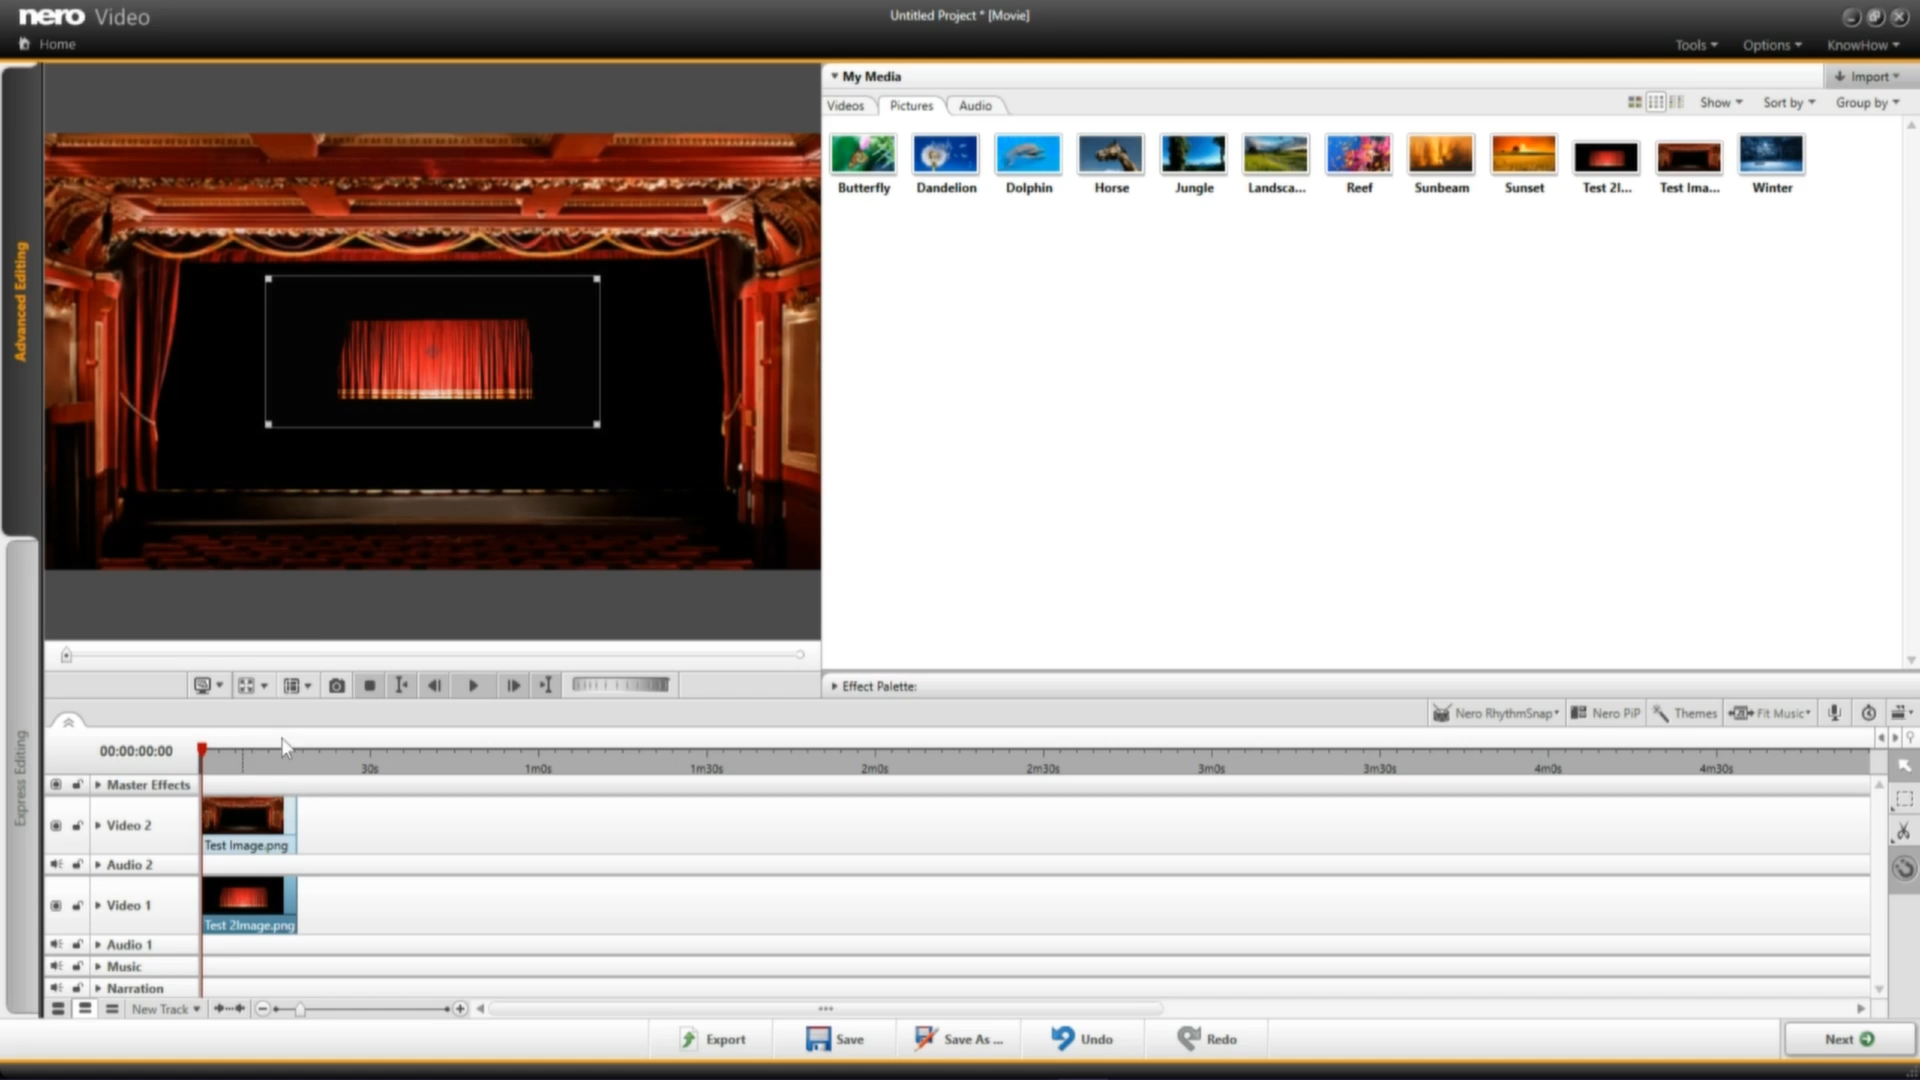 nero Video
Untitled Project * [Movie]
Home
Tools
Options
KnowHow
My Media
Import
Videos
Pictures
Audio
Show
Sort by
Group by
Butterfly
Dandelion
Dolphin
Horse
Jungle
Landsca...
Reef
Sunbeam
Sunset
Test 2I...
Test Ima...
Winter
Advanced Editing
Express Editing
Effect Palette:
Nero RhythmSnap
Nero PiP
Themes
Fit Music
00:00:00:00
30s
1m0s
1m30s
2m0s
2m30s
3m0s
3m30s
4m0s
4m30s
Master Effects
Video 2
Test Image.png
Audio 2
Video 1
Test 2Image.png
Audio 1
Music
Narration
New Track
Export
Save
Save As ...
Undo
Redo
Next